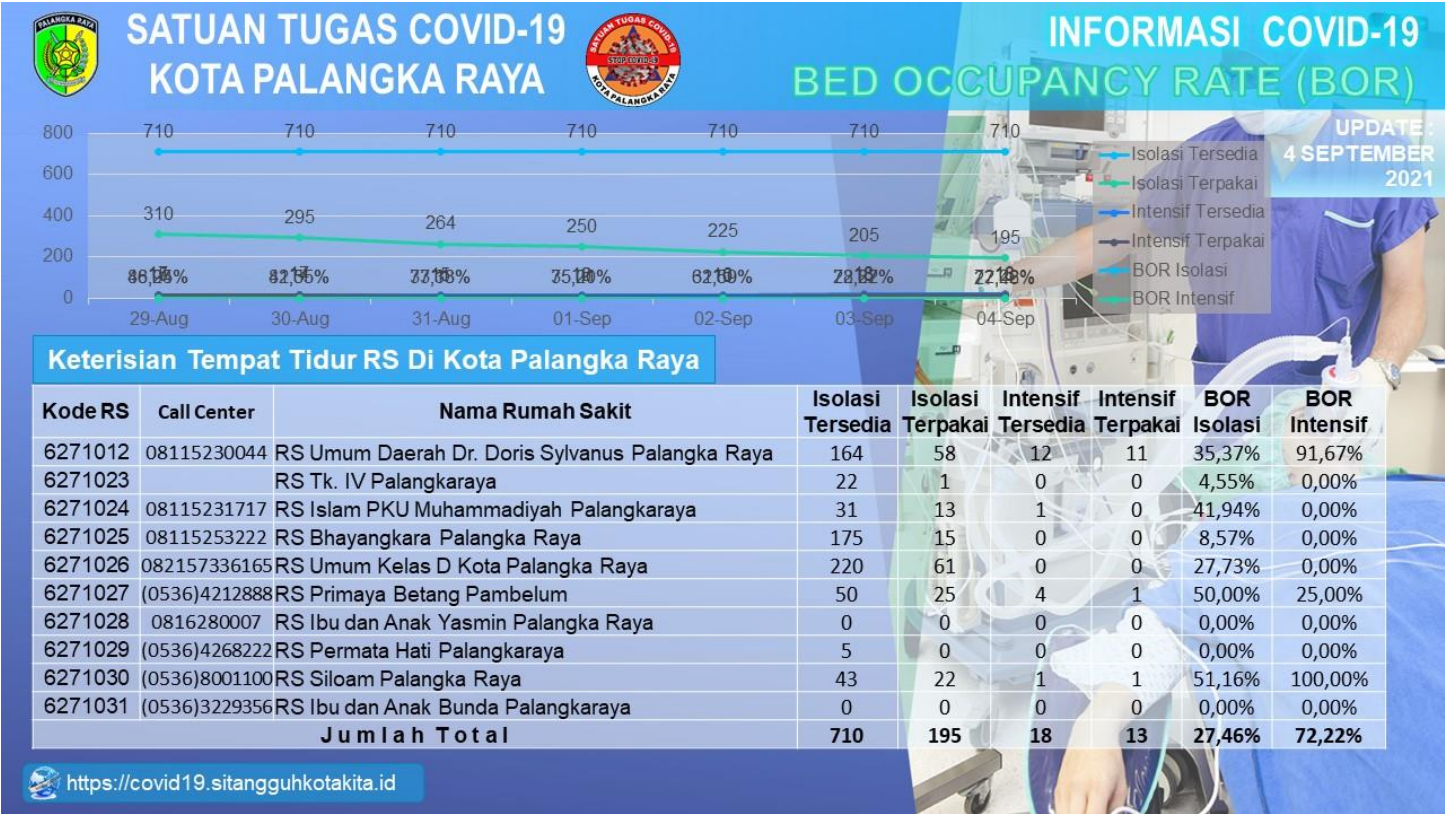 PALANGKA RAYA
SATUAN TUGAS COVID-19
KOTA PALANGKA RAYA
SATUAN TUGAS COVID-19
STOP COVID-19
KOTA PALANGKA RAYA
INFORMASI COVID-19
BED OCCUPANCY RATE (BOR)
UPDATE :
4 SEPTEMBER
2021
800
600
400
200
0
710 710 710 710 710 710 710
310 295 264 250 225 205 195
29-Aug 30-Aug 31-Aug 01-Sep 02-Sep 03-Sep 04-Sep
Isolasi Tersedia
Isolasi Terpakai
Intensif Tersedia
Intensif Terpakai
BOR Isolasi
BOR Intensif
Keterisian Tempat Tidur RS Di Kota Palangka Raya
Kode RS Call Center Nama Rumah Sakit Isolasi Tersedia Isolasi Terpakai Intensif Tersedia Intensif Terpakai BOR Isolasi BOR Intensif
6271012 08115230044 RS Umum Daerah Dr. Doris Sylvanus Palangka Raya 164 58 12 11 35,37% 91,67%
6271023 RS Tk. IV Palangkaraya 22 1 0 0 4,55% 0,00%
6271024 08115231717 RS Islam PKU Muhammadiyah Palangkaraya 31 13 1 0 41,94% 0,00%
6271025 08115253222 RS Bhayangkara Palangka Raya 175 15 0 0 8,57% 0,00%
6271026 082157336165 RS Umum Kelas D Kota Palangka Raya 220 61 0 0 27,73% 0,00%
6271027 (0536)4212888 RS Primaya Betang Pambelum 50 25 4 1 50,00% 25,00%
6271028 0816280007 RS Ibu dan Anak Yasmin Palangka Raya 0 0 0 0 0,00% 0,00%
6271029 (0536)4268222 RS Permata Hati Palangkaraya 5 0 0 0 0,00% 0,00%
6271030 (0536)8001100 RS Siloam Palangka Raya 43 22 1 1 51,16% 100,00%
6271031 (0536)3229356 RS Ibu dan Anak Bunda Palangkaraya 0 0 0 0 0,00% 0,00%
Jumlah Total 710 195 18 13 27,46% 72,22%
https://covid19.sitangguhkotakita.id